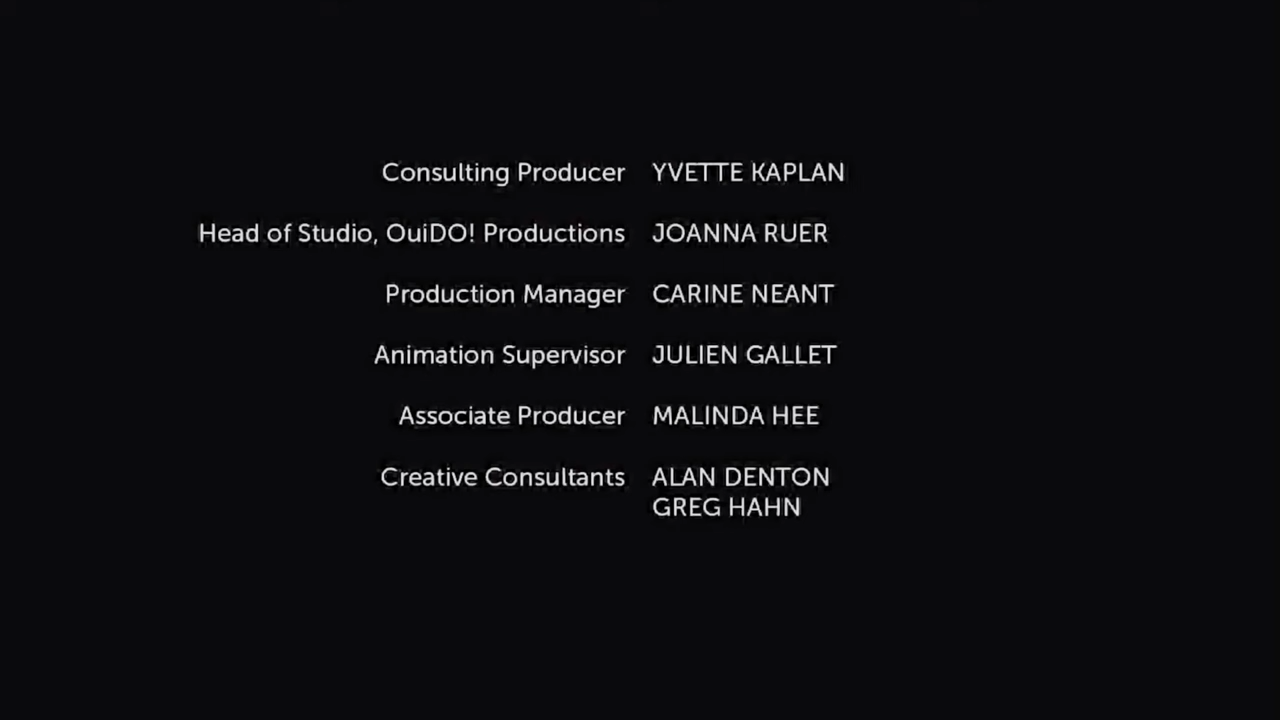 Consulting Producer YVETTE KAPLAN
Head of Studio, OuiDO! Productions JOANNA RUER
Production Manager CARINE NEANT
Animation Supervisor JULIEN GALLET
Associate Producer MALINDA HEE
Creative Consultants ALAN DENTON
GREG HAHN